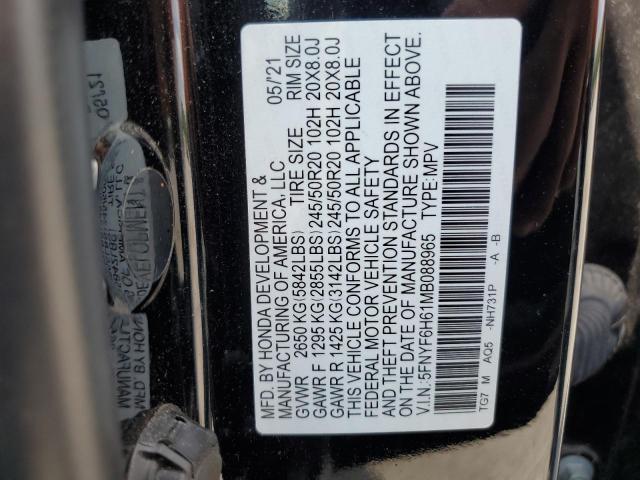 MFD. BY HONDA DEVELOPMENT &
MANUFACTURING OF AMERICA, LLC 05/'21
GVWR 2650 KG(5842LBS) TIRE SIZE RIM SIZE
GAWR F 1295 KG(2855LBS) 245/50R20 102H 20X8.0J
GAWR R 1425 KG(3142LBS) 245/50R20 102H 20X8.0J
THIS VEHICLE CONFORMS TO ALL APPLICABLE
FEDERAL MOTOR VEHICLE SAFETY
AND THEFT PREVENTION STANDARDS IN EFFECT
ON THE DATE OF MANUFACTURE SHOWN ABOVE.
V.I.N.:5FNYF6H61MB088965 TYPE:MPV
TG7 M AQ5 -NH731P -A -B